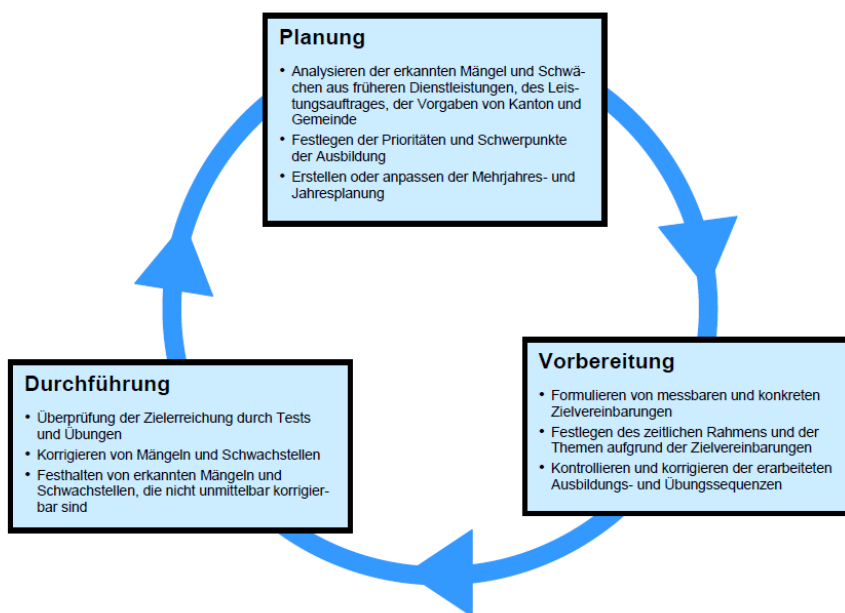 Planung
• Analysieren der erkannten Mängel und Schwä-
chen aus früheren Dienstleistungen, des Leis-
tungsauftrages, der Vorgaben von Kanton und
Gemeinde
• Festlegen der Prioritäten und Schwerpunkte
der Ausbildung
• Erstellen oder anpassen der Mehrjahres- und
Jahresplanung
Vorbereitung
• Formulieren von messbaren und konkreten
Zielvereinbarungen
• Festlegen des zeitlichen Rahmens und der
Themen aufgrund der Zielvereinbarungen
• Kontrollieren und korrigieren der erarbeiteten
Ausbildungs- und Übungssequenzen
Durchführung
• Überprüfung der Zielerreichung durch Tests
und Übungen
• Korrigieren von Mängeln und Schwachstellen
• Festhalten von erkannten Mängeln und
Schwachstellen, die nicht unmittelbar korrigier-
bar sind